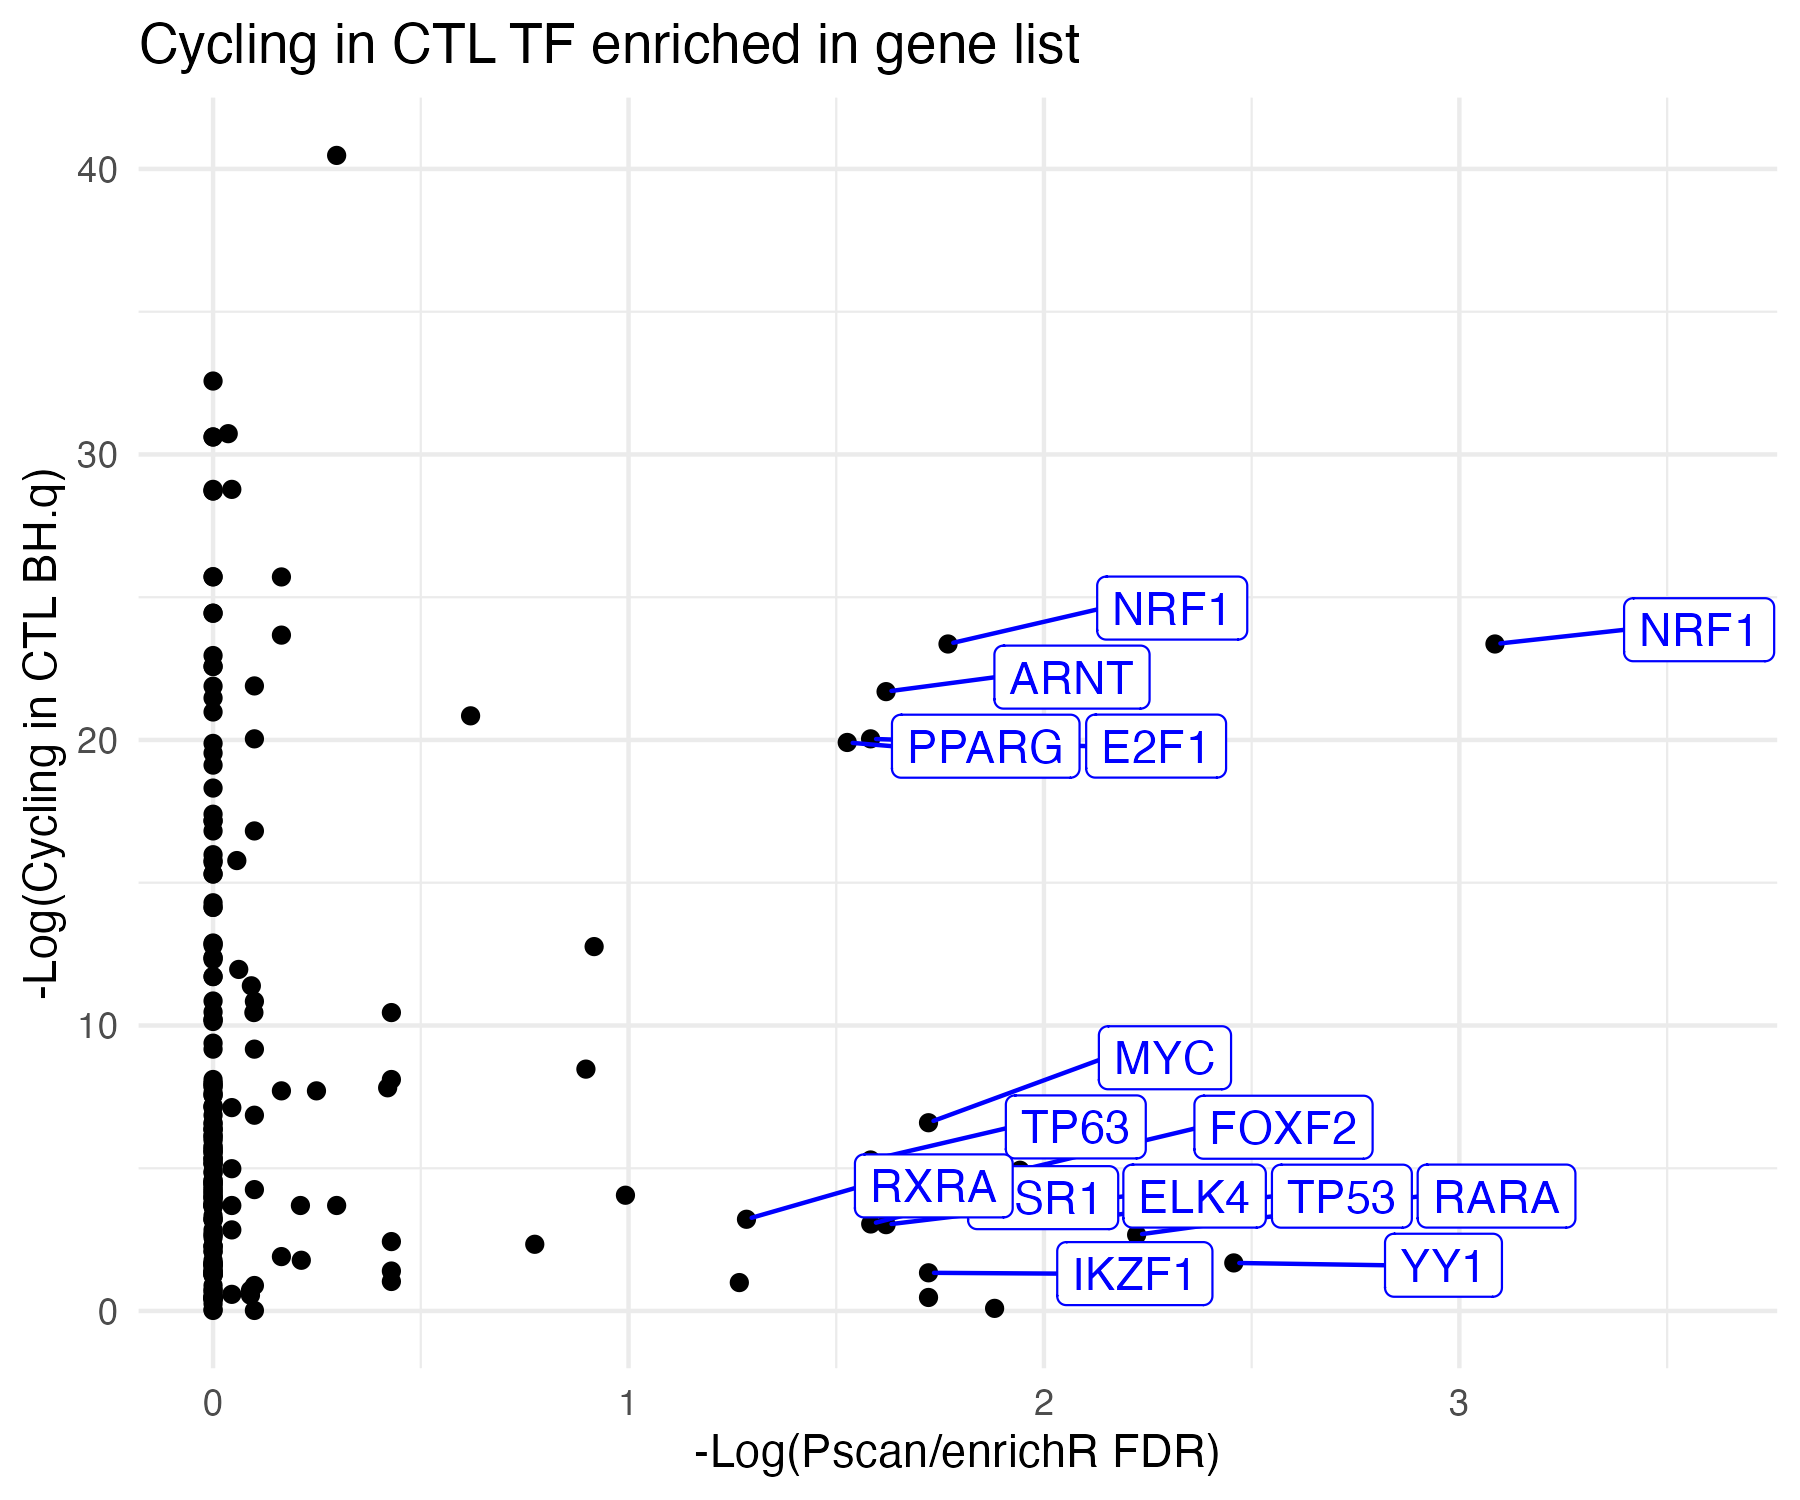 Cycling in CTL TF enriched in gene list
-Log(Cycling in CTL BH.q)
40
30
20
10
0
NRF1
NRF1
ARNT
PPARG
E2F1
MYC
TP63
FOXF2
RXRA
SR1
ELK4
TP53
RARA
IKZF1
YY1
0
1
2
3
-Log(Pscan/enrichR FDR)